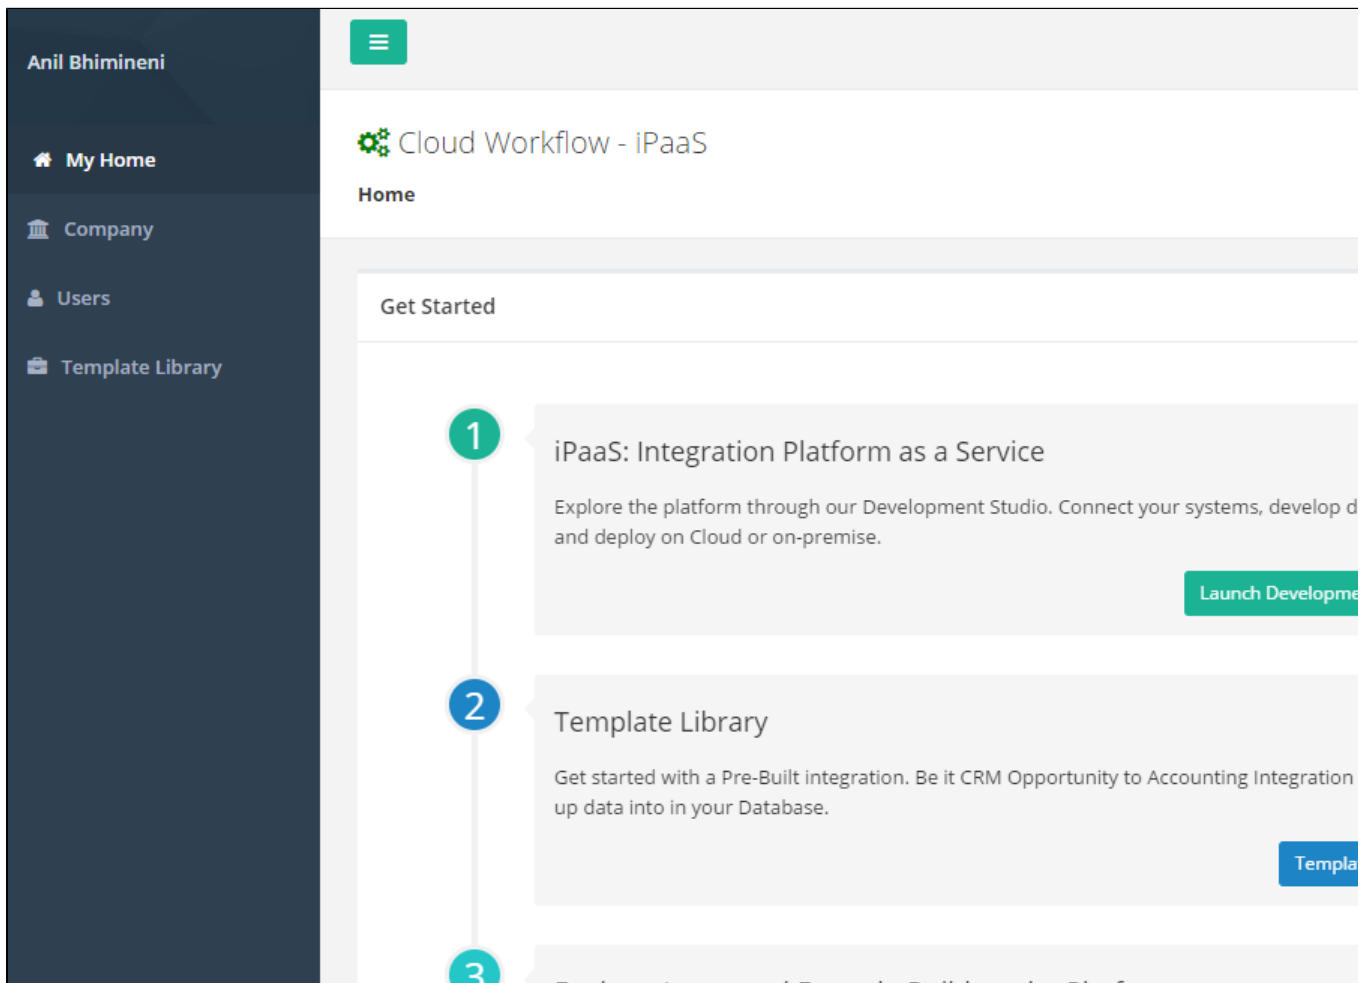 Anil Bhimineni
My Home
Company
Users
Template Library
Cloud Workflow - iPaaS
Home
Get Started
1
iPaaS: Integration Platform as a Service
Explore the platform through our Development Studio. Connect your systems, develop
and deploy on Cloud or on-premise.
Launch
2
Template Library
Get started with a Pre-Built integration. Be it CRM Opportunity to Accounting Integration
up data into in your Database.
3